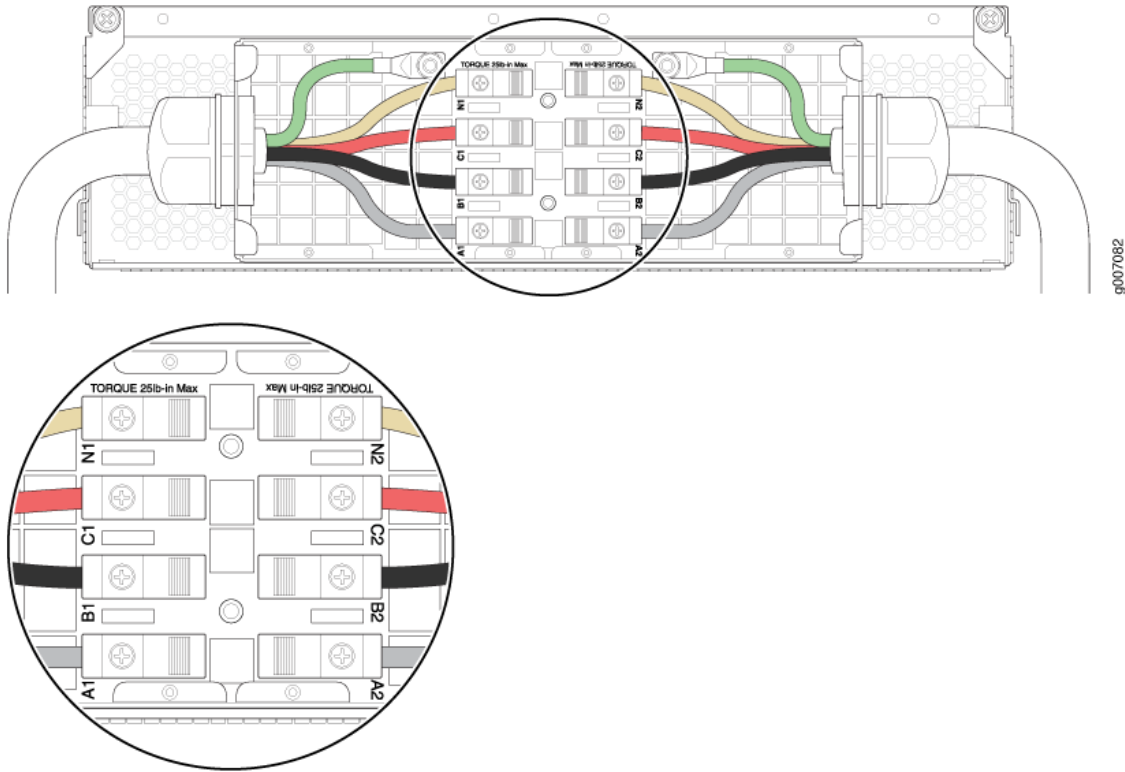 TORQUE 25lb-in Max
TORQUE 25lb-in Max
N1
N2
C1
C2
B1
B2
A1
A2
g007082
TORQUE 25lb-in Max
TORQUE 25lb-in Max
N1
N2
C1
C2
B1
B2
A1
A2